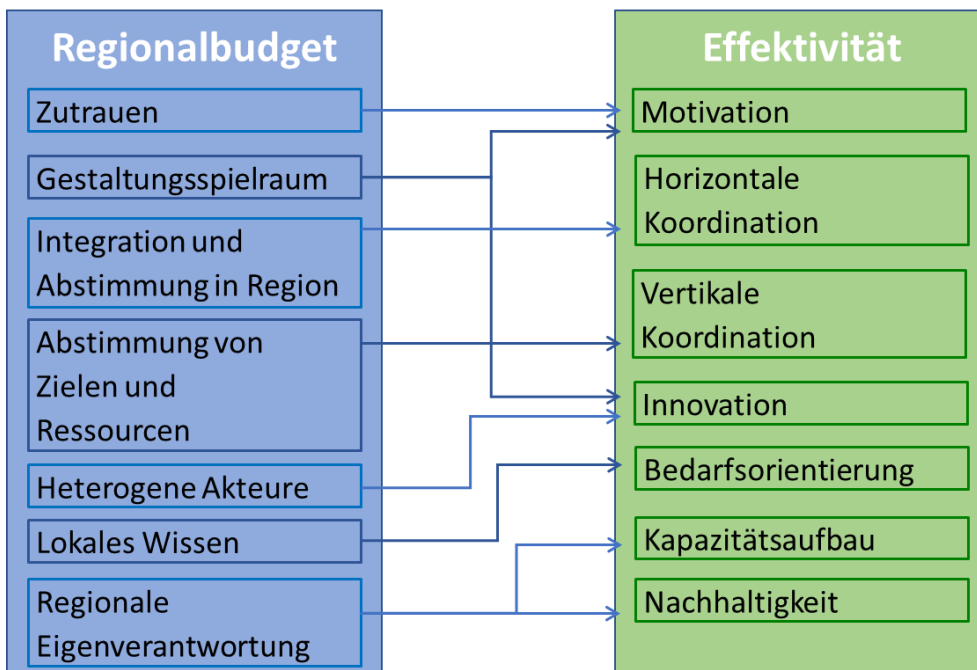 Regionalbudget
Zutrauen
Gestaltungsspielraum
Integration und
Abstimmung in Region
Abstimmung von
Zielen und
Ressourcen
Heterogene Akteure
Lokales Wissen
Regionale
Eigenverantwortung
Effektivität
Motivation
Horizontale
Koordination
Vertikale
Koordination
Innovation
Bedarfsorientierung
Kapazitätsaufbau
Nachhaltigkeit